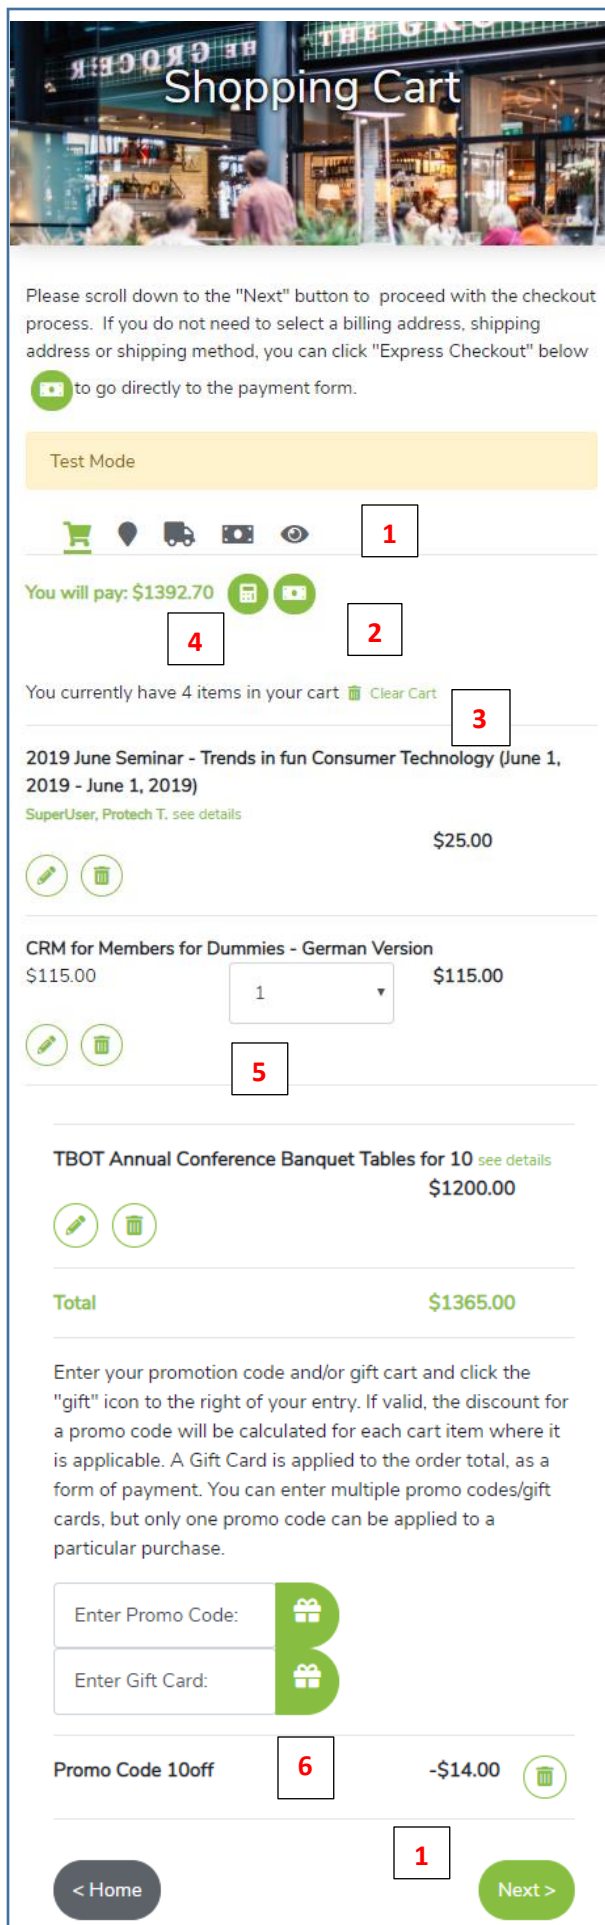 THE GROCER
THE GRO
Shopping Cart
Please scroll down to the "Next" button to proceed with the checkout
process. If you do not need to select a billing address, shipping
address or shipping method, you can click "Express Checkout" below
to go directly to the payment form.
Test Mode
1
You will pay: $1392.70
4
2
You currently have 4 items in your cart Clear Cart
3
2019 June Seminar - Trends in fun Consumer Technology (June 1,
2019 - June 1, 2019)
SuperUser, Protech T. see details
$25.00
CRM for Members for Dummies - German Version
$115.00 1 $115.00
5
TBOT Annual Conference Banquet Tables for 10 see details
$1200.00
Total $1365.00
Enter your promotion code and/or gift cart and click the
"gift" icon to the right of your entry. If valid, the discount for
a promo code will be calculated for each cart item where it
is applicable. A Gift Card is applied to the order total, as a
form of payment. You can enter multiple promo codes/gift
cards, but only one promo code can be applied to a
particular purchase.
Enter Promo Code:
Enter Gift Card:
Promo Code 10off 6 -$14.00
1
< Home Next >